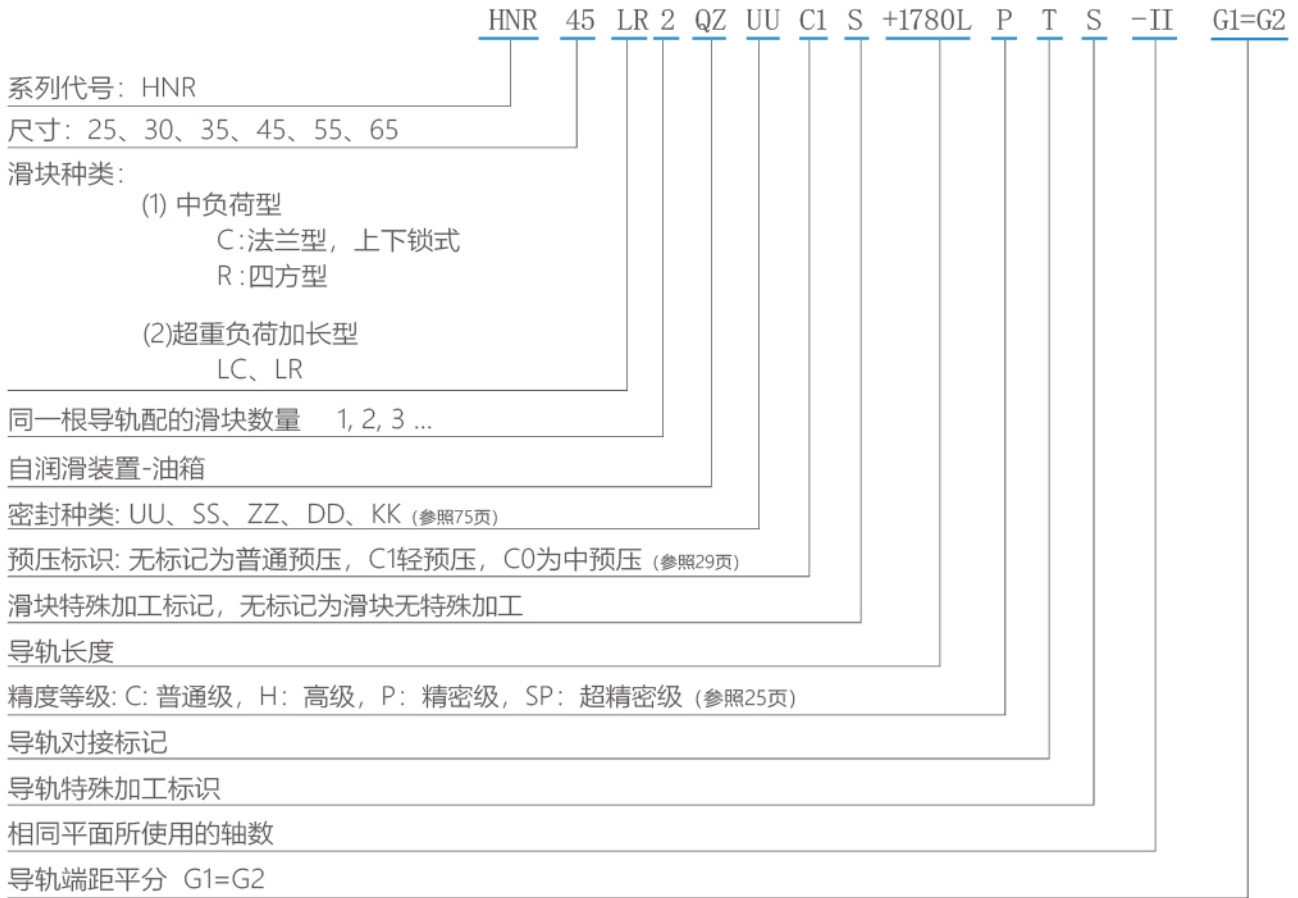 HNR 45 LR 2 QZ UU C1 S +1780L P T S -II G1=G2
系列代号：HNR
尺寸：25、30、35、45、55、65
滑块种类：
(1) 中负荷型
C:法兰型，上下锁式
R:四方型
(2)超重负荷加长型
LC、LR
同一根导轨配的滑块数量 1, 2, 3 ...
自润滑装置-油箱
密封种类: UU、SS、ZZ、DD、KK (参照75页)
预压标识: 无标记为普通预压，C1轻预压，C0为中预压 (参照29页)
滑块特殊加工标记，无标记为滑块无特殊加工
导轨长度
精度等级: C: 普通级，H：高级，P：精密级，SP：超精密级 (参照25页)
导轨对接标记
导轨特殊加工标识
相同平面所使用的轴数
导轨端距平分 G1=G2